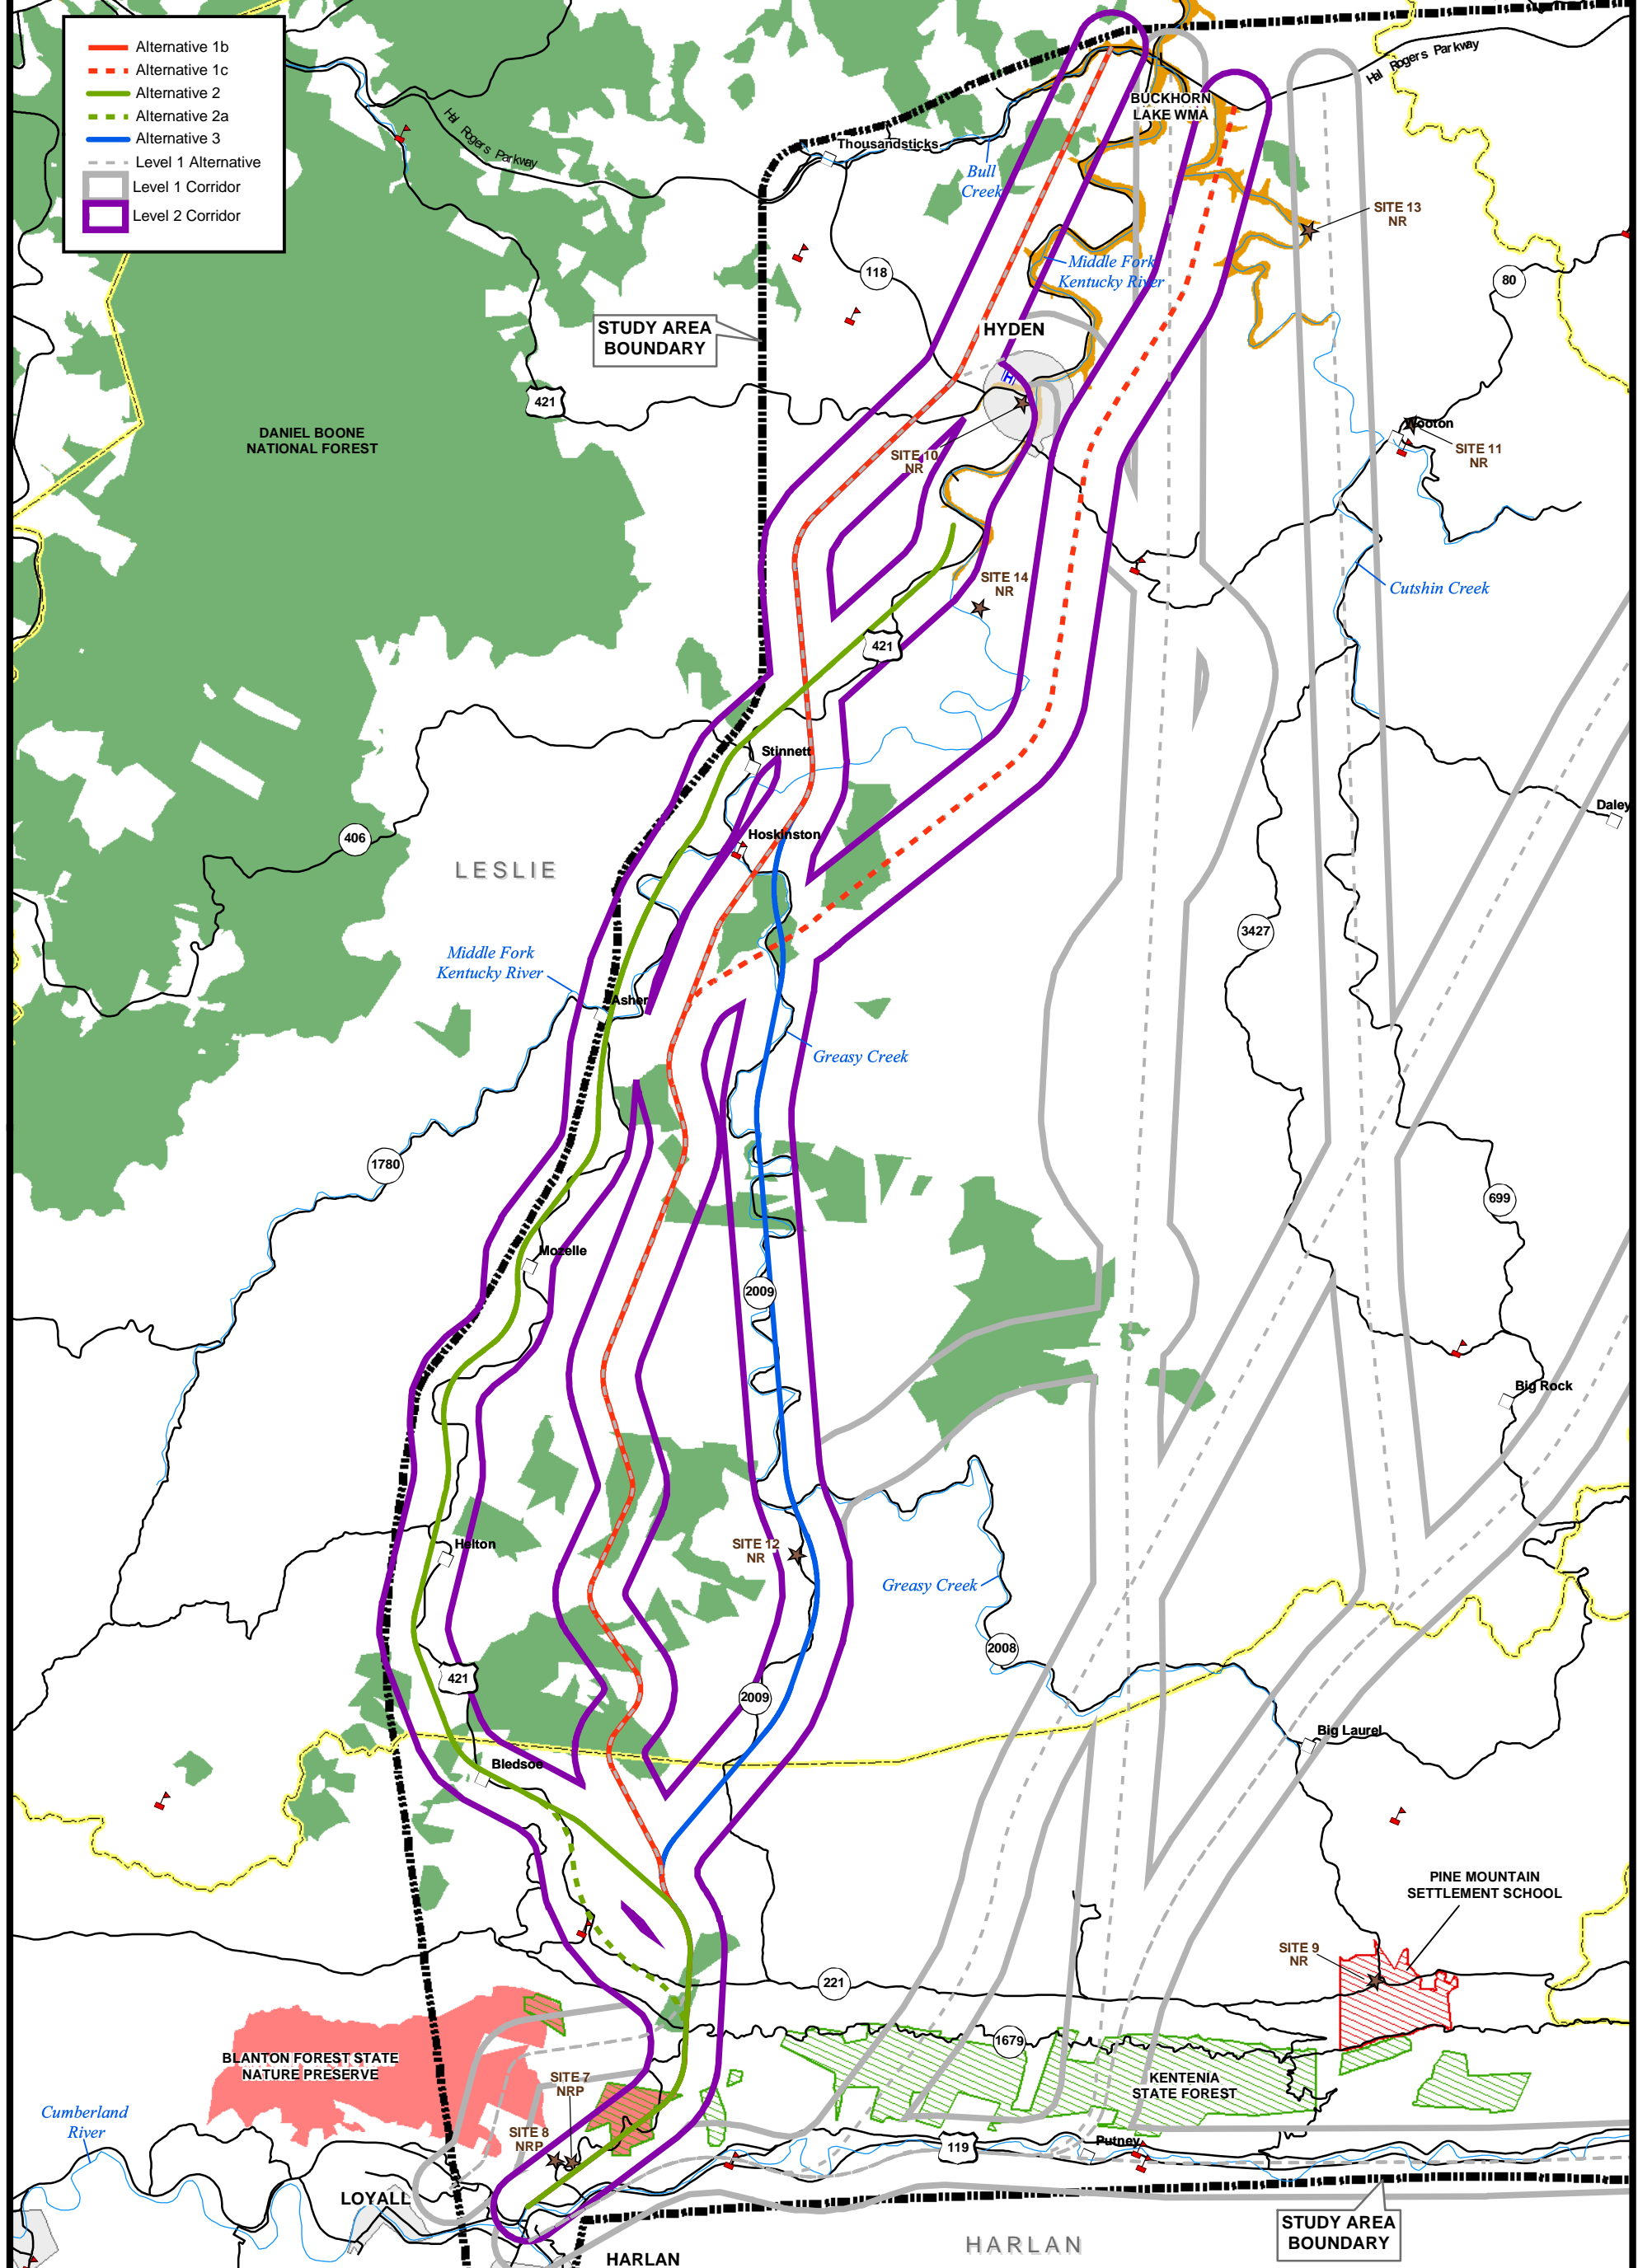 Alternative 1b
Alternative 1c
Alternative 2
Alternative 2a
Alternative 3
Level 1 Alternative
Level 1 Corridor
Level 2 Corridor
Hal Rogers Parkway
Hal Rogers Parkway
BUCKHORN
LAKE WMA
Thousandsticks
Bull
Creek
SITE 13
NR
Middle Fork
Kentucky River
118
80
STUDY AREA
BOUNDARY
HYDEN
H
421
DANIEL BOONE
NATIONAL FOREST
Wooton
SITE 11
NR
SITE 10
NR
SITE 14
NR
Cutshin Creek
421
Stinnett
Daley
406
Hoskinston
LESLIE
3427
Middle Fork
Kentucky River
Asher
Greasy Creek
1780
699
Mozelle
2009
Big Rock
Helton
SITE 12
NR
Greasy Creek
2008
421
2009
Big Laurel
Bledsoe
PINE MOUNTAIN
SETTLEMENT SCHOOL
SITE 9
NR
221
1679
BLANTON FOREST STATE
NATURE PRESERVE
SITE 7
NRP
KENTENIA
STATE FOREST
Cumberland
River
SITE 8
NRP
119
Putney
LOYALL
STUDY AREA
BOUNDARY
HARLAN
HARLAN